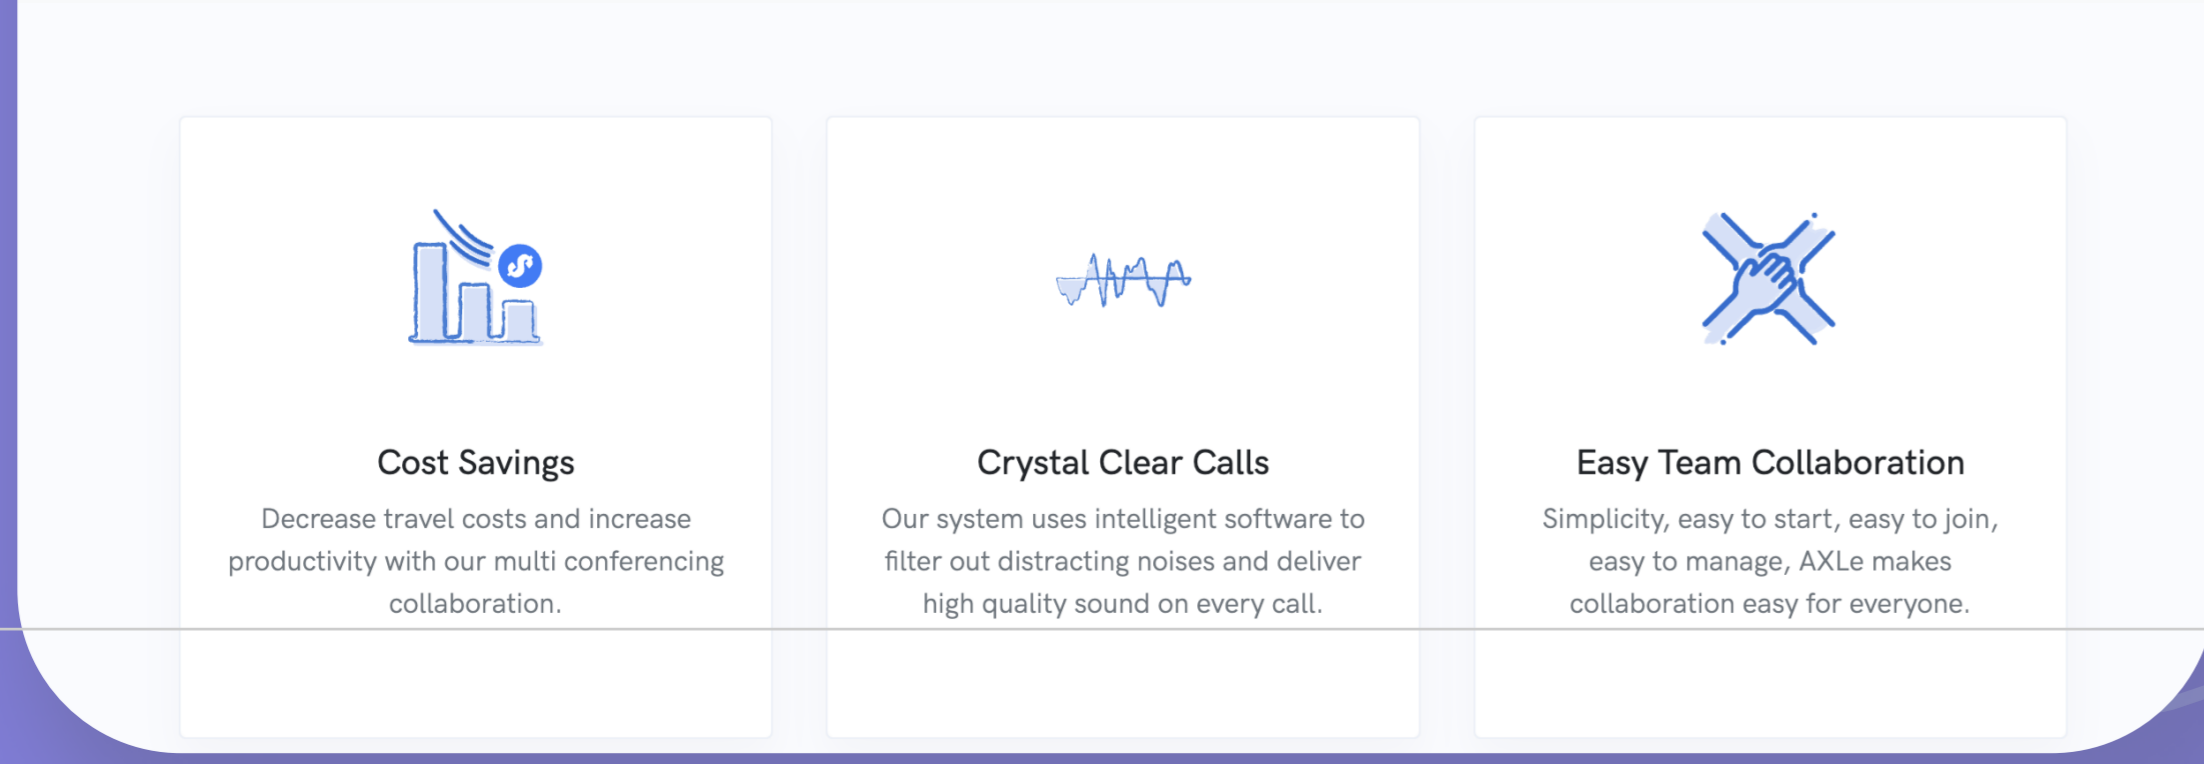 Cost Savings
Decrease travel costs and increase
productivity with our multi conferencing
collaboration.
Crystal Clear Calls
Our system uses intelligent software to
filter out distracting noises and deliver
high quality sound on every call.
Easy Team Collaboration
Simplicity, easy to start, easy to join,
easy to manage, AXLe makes
collaboration easy for everyone.